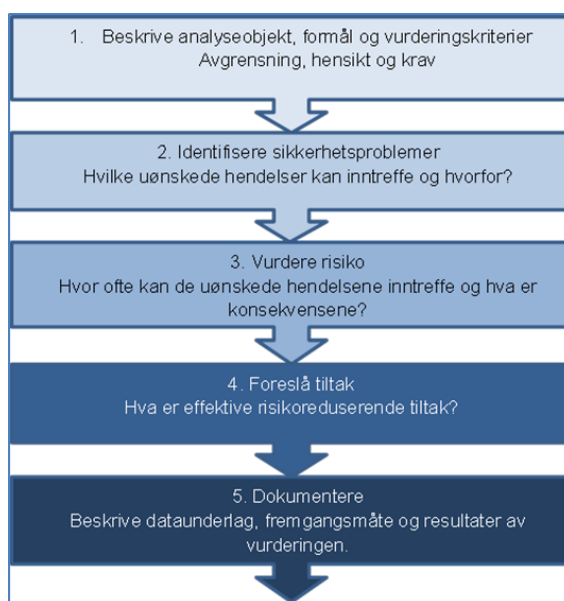 1. Beskrive analyseobjekt, formål og vurderingskriterier
Avgrensning, hensikt og krav
2. Identifisere sikkerhetsproblemer
Hvilke uønskede hendelser kan inntreffe og hvorfor?
3. Vurdere risiko
Hvor ofte kan de uønskede hendelsene inntreffe og hva er
konsekvensene?
4. Foreslå tiltak
Hva er effektive risikoreduserende tiltak?
5. Dokumentere
Beskrive dataunderlag, fremgangsmåte og resultater av
vurderingen.